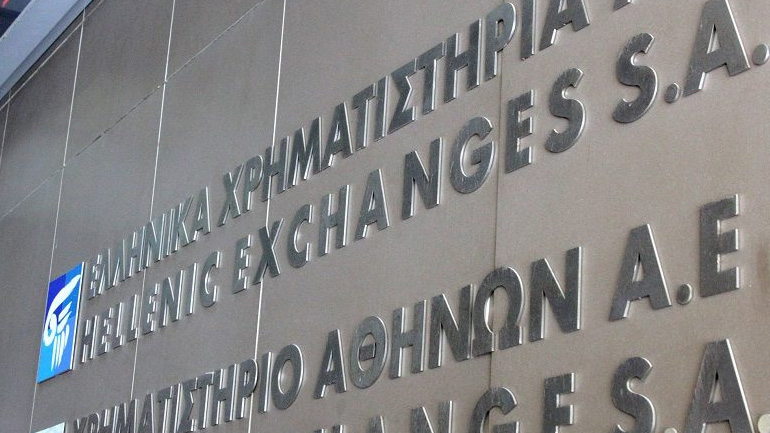 ΕΛΛΗΝΙΚΑ ΧΡΗΜΑΤΙΣΤΗΡΙΑ
HELLENIC EXCHANGES S.A.
ΧΡΗΜΑΤΙΣΤΗΡΙΟ ΑΘΗΝΩΝ Α.Ε
S.A